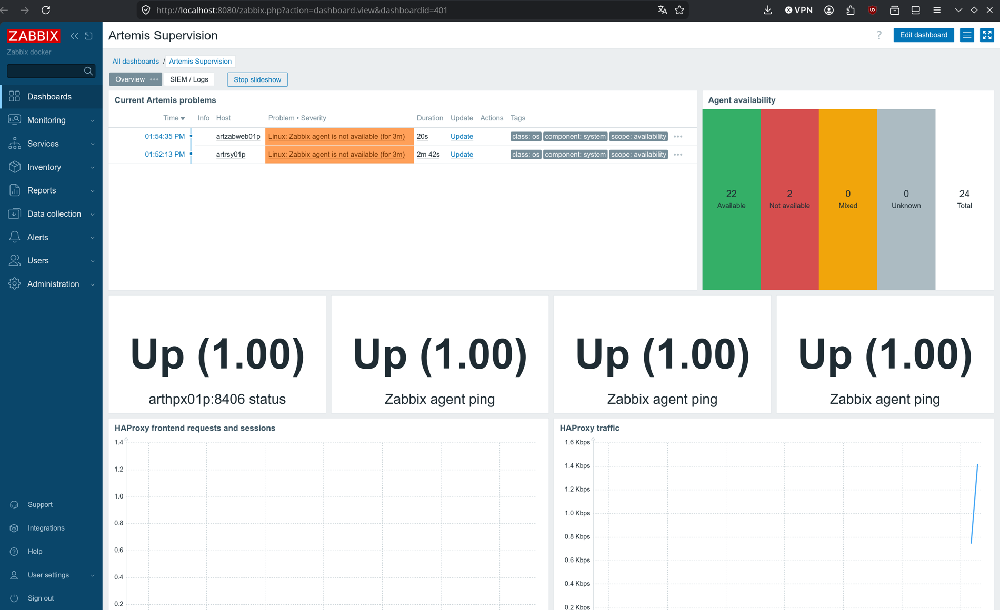 http://localhost:8080/zabbix.php?action=dashboard.view&dashboardid=401
VPN
ZABBIX
Zabbix docker
Dashboards
Monitoring
Services
Inventory
Reports
Data collection
Alerts
Users
Administration
Support
Integrations
Help
User settings
Sign out
Artemis Supervision
? Edit dashboard
All dashboards / Artemis Supervision
Overview ••• SIEM / Logs Stop slideshow
Current Artemis problems
Time Info Host Problem • Severity Duration Update Actions Tags
01:54:35 PM artzabweb01p Linux: Zabbix agent is not available (for 3m) 20s Update class: os component: system scope: availability •••
01:52:13 PM artrsy01p Linux: Zabbix agent is not available (for 3m) 2m 42s Update class: os component: system scope: availability •••
Agent availability
22 2 0 0 24
Available Not available Mixed Unknown Total
Up (1.00) Up (1.00) Up (1.00) Up (1.00)
arthpx01p:8406 status Zabbix agent ping Zabbix agent ping Zabbix agent ping
HAProxy frontend requests and sessions
1.4
1.2
1.0
0.8
0.6
0.4
0.2
HAProxy traffic
1.6 Kbps
1.4 Kbps
1.2 Kbps
1.0 Kbps
0.8 Kbps
0.6 Kbps
0.4 Kbps
0.2 Kbps